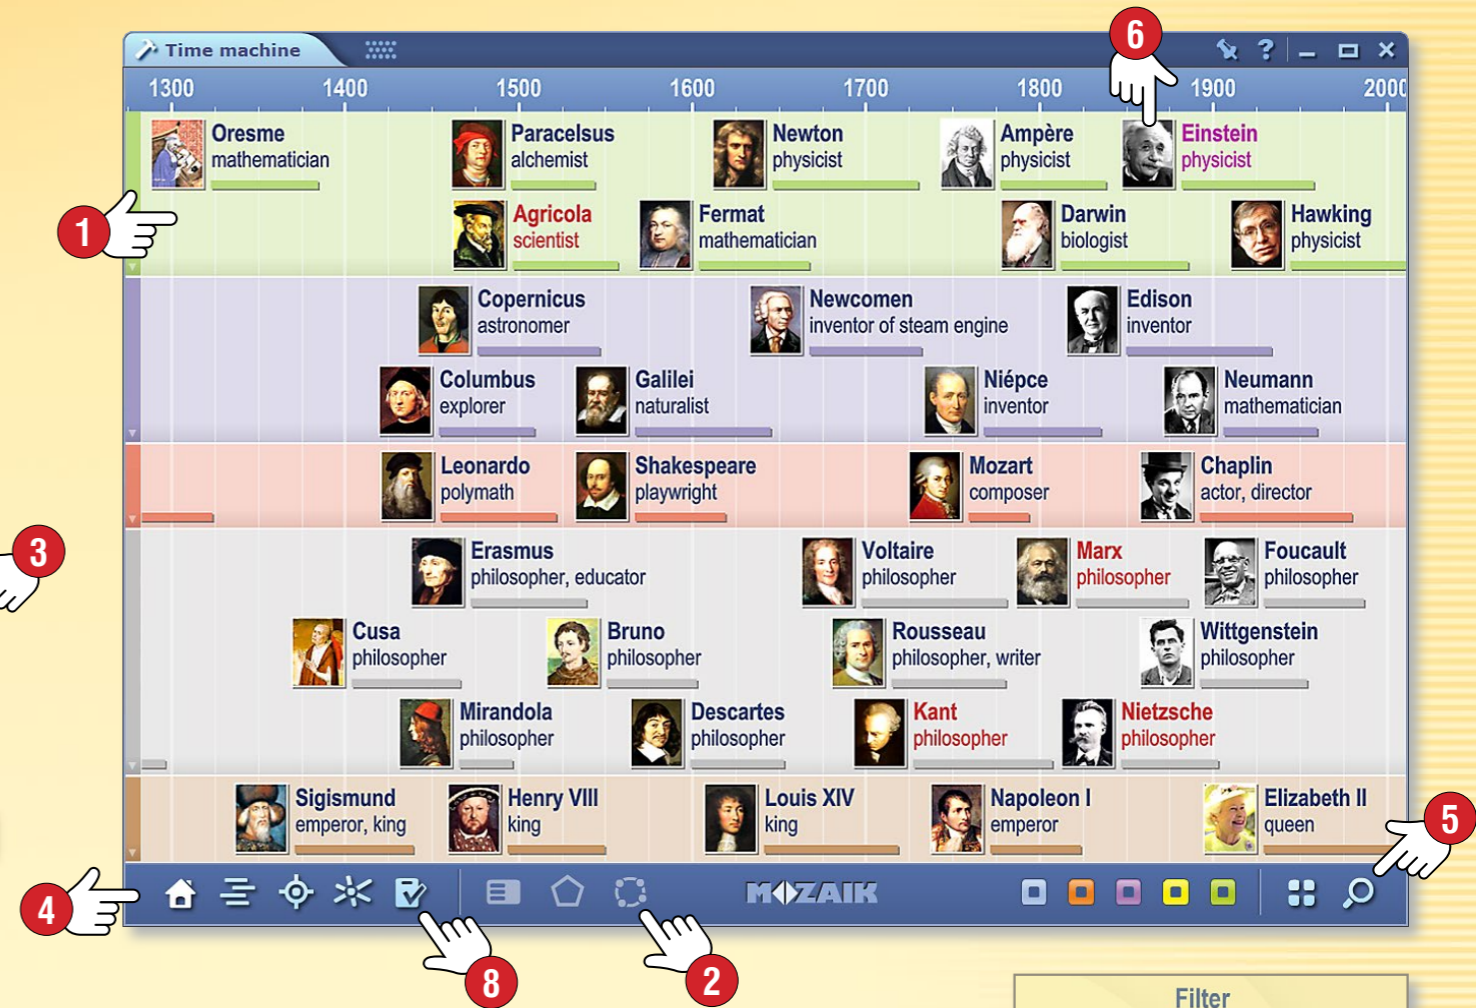 6
Time machine
?
1300 1400 1500 1600 1700 1800 1900 2000
Oresme
mathematician
Paracelsus
alchemist
Newton
physicist
Ampère
physicist
Einstein
physicist
1
Agricola
scientist
Fermat
mathematician
Darwin
biologist
Hawking
physicist
Copernicus
astronomer
Newcomen
inventor of steam engine
Edison
inventor
Columbus
explorer
Galilei
naturalist
Niépce
inventor
Neumann
mathematician
Leonardo
polymath
Shakespeare
playwright
Mozart
composer
Chaplin
actor, director
3
Erasmus
philosopher, educator
Voltaire
philosopher
Marx
philosopher
Foucault
philosopher
Cusa
philosopher
Bruno
philosopher
Rousseau
philosopher, writer
Wittgenstein
philosopher
Mirandola
philosopher
Descartes
philosopher
Kant
philosopher
Nietzsche
philosopher
Sigismund
emperor, king
Henry VIII
king
Louis XIV
king
Napoleon I
emperor
Elizabeth II
queen
5
4
MOZAIK
8
2
Filter